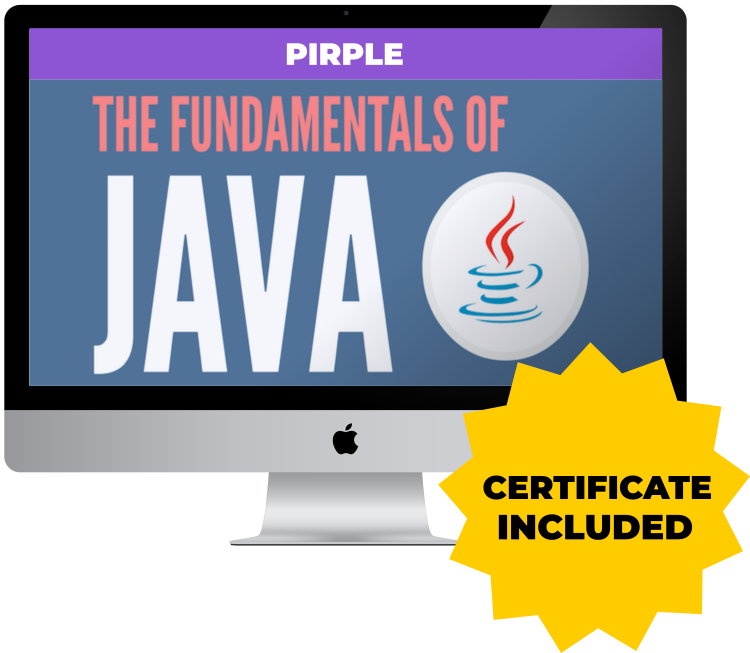 PIRPLE
THE FUNDAMENTALS OF
JAVA
CERTIFICATE
INCLUDED